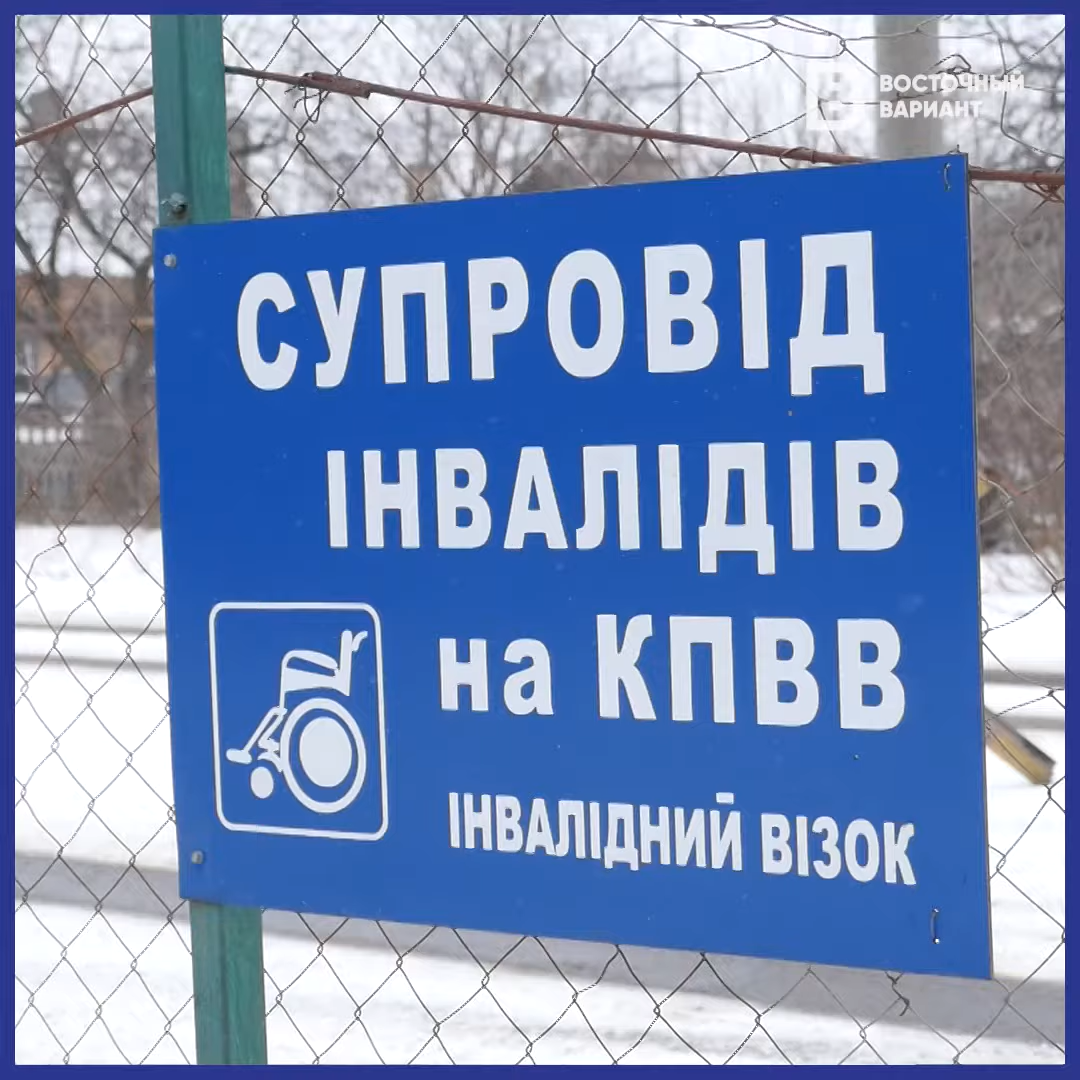 ВОСТОЧНЫЙ
ВАРИАНТ
СУПРОВІД
ІНВАЛІДІВ
на КПВВ
ІНВАЛІДНИЙ ВІЗОК